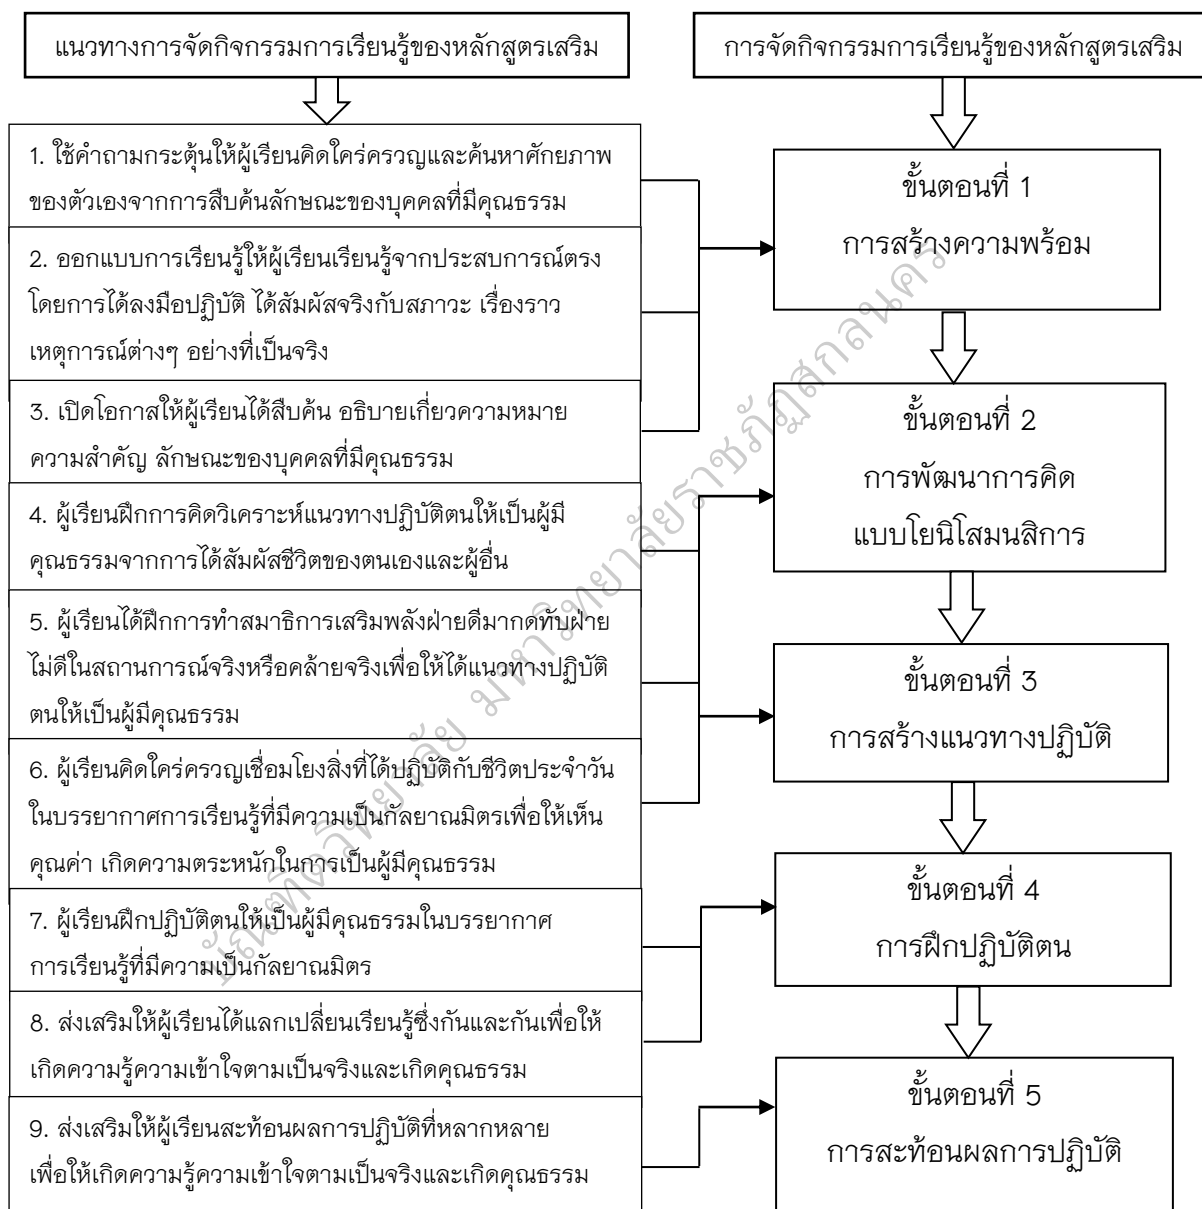 แนวทางการจัดกิจกรรมการเรียนรู้ของหลักสูตรเสริม
1. ใช้คำถามกระตุ้นให้ผู้เรียนคิดใคร่ครวญและค้นหาศักยภาพ
ของตัวเองจากการสืบค้นลักษณะของบุคคลที่มีคุณธรรม
2. ออกแบบการเรียนรู้ให้ผู้เรียนเรียนรู้จากประสบการณ์ตรง
โดยการได้ลงมือปฏิบัติ ได้สัมผัสจริงกับสภาวะ เรื่องราว
เหตุการณ์ต่างๆ อย่างที่เป็นจริง
3. เปิดโอกาสให้ผู้เรียนได้สืบค้น อธิบายเกี่ยวความหมาย
ความสำคัญ ลักษณะของบุคคลที่มีคุณธรรม
4. ผู้เรียนฝึกการคิดวิเคราะห์แนวทางปฏิบัติตนให้เป็นผู้มี
คุณธรรมจากการได้สัมผัสชีวิตของตนเองและผู้อื่น
5. ผู้เรียนได้ฝึกการทำสมาธิการเสริมพลังฝ่ายดีมากดทับฝ่าย
ไม่ดีในสถานการณ์จริงหรือคล้ายจริงเพื่อให้ได้แนวทางปฏิบัติ
ตนให้เป็นผู้มีคุณธรรม
6. ผู้เรียนคิดใคร่ครวญเชื่อมโยงสิ่งที่ได้ปฏิบัติกับชีวิตประจำวัน
ในบรรยากาศการเรียนรู้ที่มีความเป็นกัลยาณมิตรเพื่อให้เห็น
คุณค่า เกิดความตระหนักในการเป็นผู้มีคุณธรรม
7. ผู้เรียนฝึกปฏิบัติตนให้เป็นผู้มีคุณธรรมในบรรยากาศ
การเรียนรู้ที่มีความเป็นกัลยาณมิตร
8. ส่งเสริมให้ผู้เรียนได้แลกเปลี่ยนเรียนรู้ซึ่งกันและกันเพื่อให้
เกิดความรู้ความเข้าใจตามเป็นจริงและเกิดคุณธรรม
9. ส่งเสริมให้ผู้เรียนสะท้อนผลการปฏิบัติที่หลากหลาย
เพื่อให้เกิดความรู้ความเข้าใจตามเป็นจริงและเกิดคุณธรรม
การจัดกิจกรรมการเรียนรู้ของหลักสูตรเสริม
ขั้นตอนที่ 1
การสร้างความพร้อม
ขั้นตอนที่ 2
การพัฒนาการคิด
แบบโยนิโสมนสิการ
ขั้นตอนที่ 3
การสร้างแนวทางปฏิบัติ
ขั้นตอนที่ 4
การฝึกปฏิบัติตน
ขั้นตอนที่ 5
การสะท้อนผลการปฏิบัติ
บัณฑิตวิทยาลัย มหาวิทยาลัยราชภัฏสกลนคร